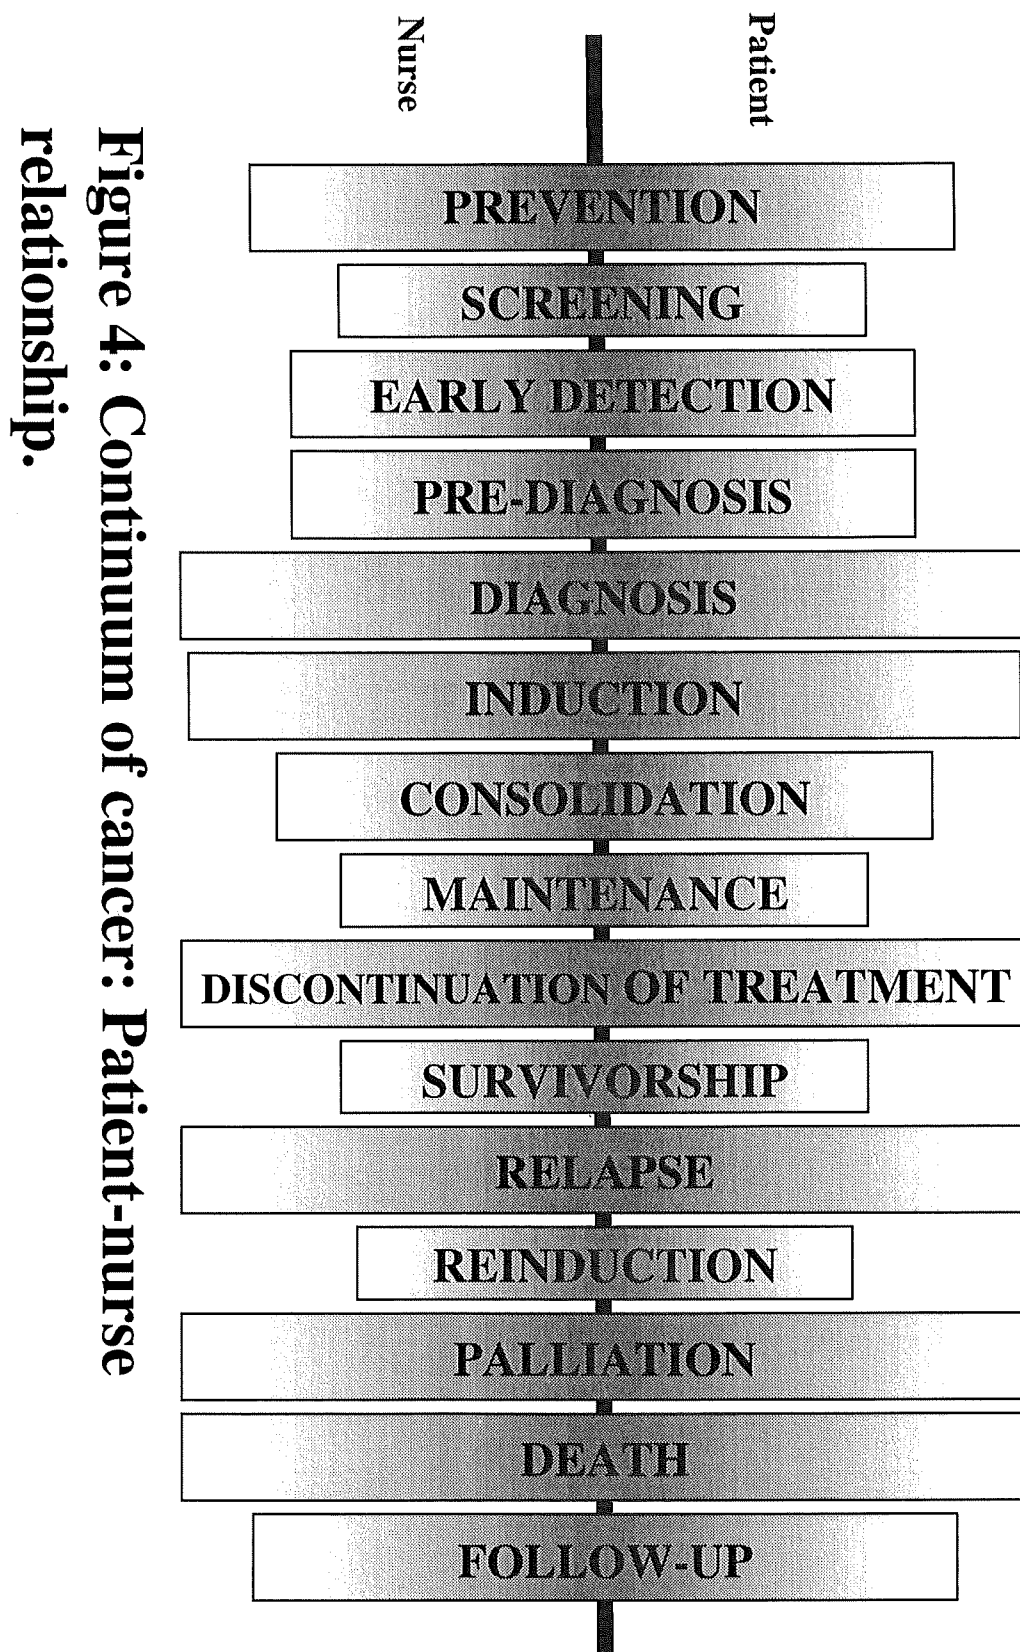 Patient
Nurse
PREVENTION
SCREENING
EARLY DETECTION
PRE-DIAGNOSIS
DIAGNOSIS
INDUCTION
CONSOLIDATION
MAINTENANCE
DISCONTINUATION OF TREATMENT
SURVIVORSHIP
RELAPSE
REINDUCTION
PALLIATION
DEATH
FOLLOW-UP
Figure 4: Continuum of cancer: Patient-nurse
relationship.